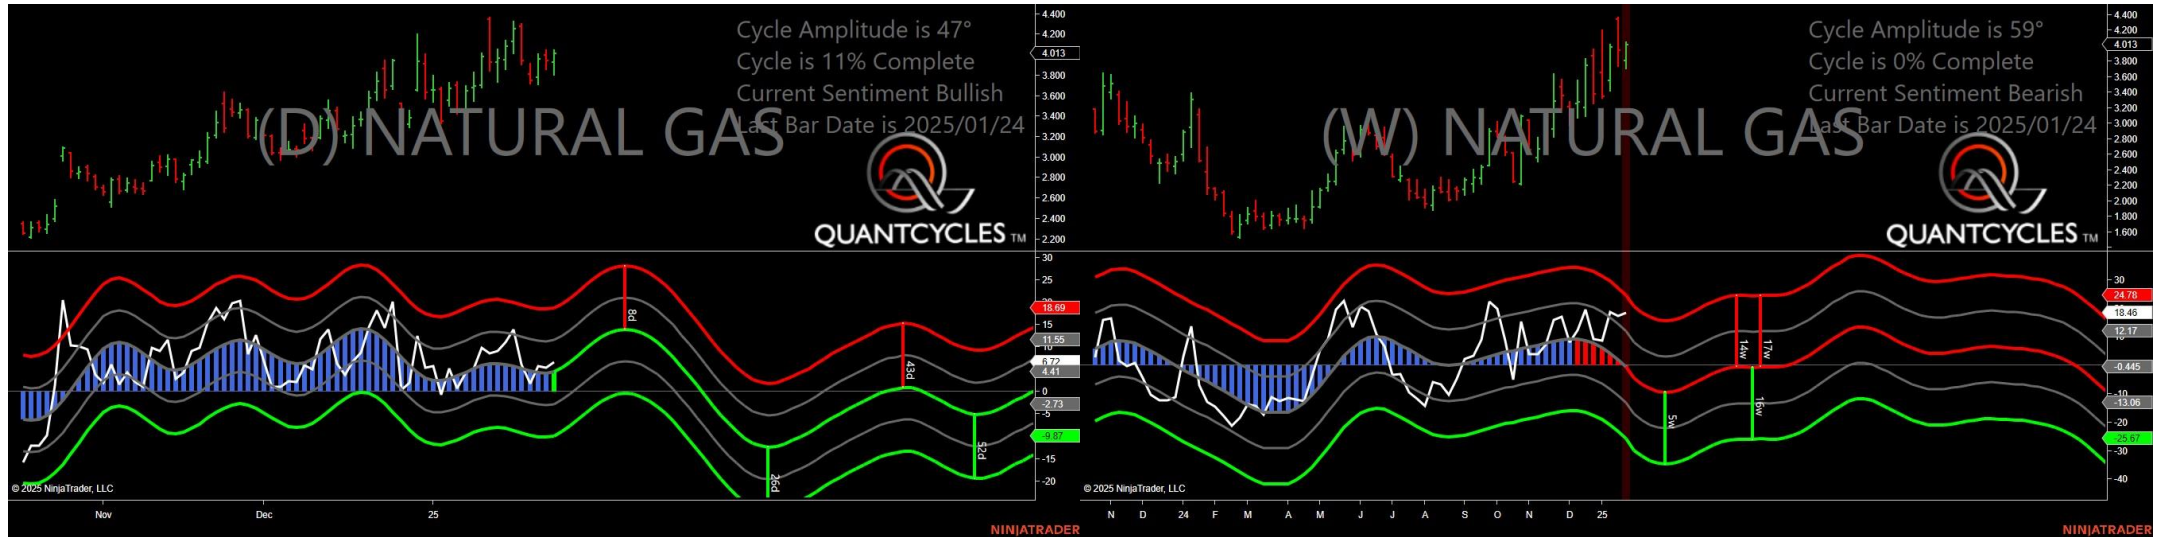 Cycle Amplitude is 47°
Cycle is 11% Complete
Current Sentiment Bullish
Last Bar Date is 2025/01/24
(D) NATURAL GAS
QUANTCYCLES TM
4.400
4.200
4.013
3.800
3.600
3.400
3.200
3.000
2.800
2.600
2.400
2.200
30
25
18.69
15
11.55
6.72
4.41
0
-2.73
-9.87
-15
-20
8d
26d
43d
52d
© 2025 NinjaTrader, LLC
Nov
Dec
25
NINJATRADER
Cycle Amplitude is 59°
Cycle is 0% Complete
Current Sentiment Bearish
Last Bar Date is 2025/01/24
(W) NATURAL GAS
QUANTCYCLES TM
4.400
4.200
4.013
3.800
3.600
3.400
3.200
3.000
2.800
2.600
2.400
2.200
2.000
1.800
1.600
30
24.78
18.46
12.17
-0.445
-10
-13.06
-20
-25.67
-40
5w
14w
17w
16w
© 2025 NinjaTrader, LLC
N D 24 F M A M J J A S O N D 25
NINJATRADER